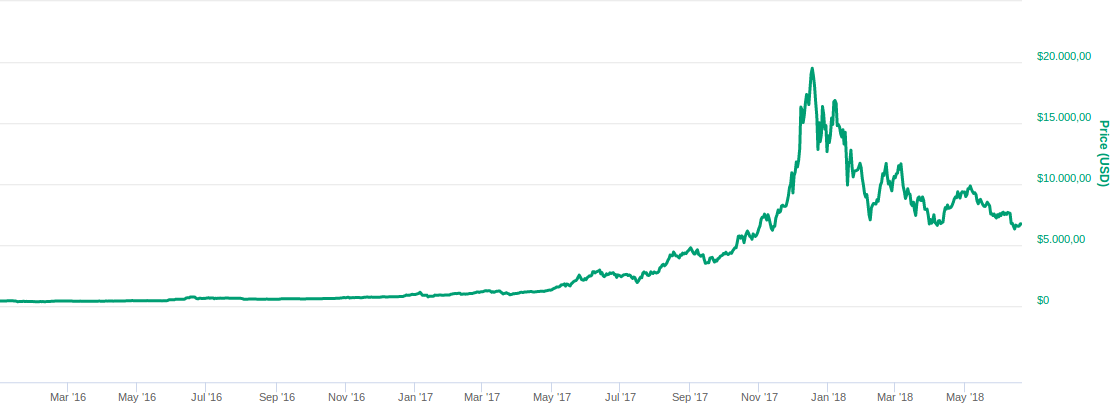 $20.000,00
$15.000,00
$10.000,00
$5.000,00
$0
Price (USD)
Mar '16 May '16 Jul '16 Sep '16 Nov '16 Jan '17 Mar '17 May '17 Jul '17 Sep '17 Nov '17 Jan '18 Mar '18 May '18